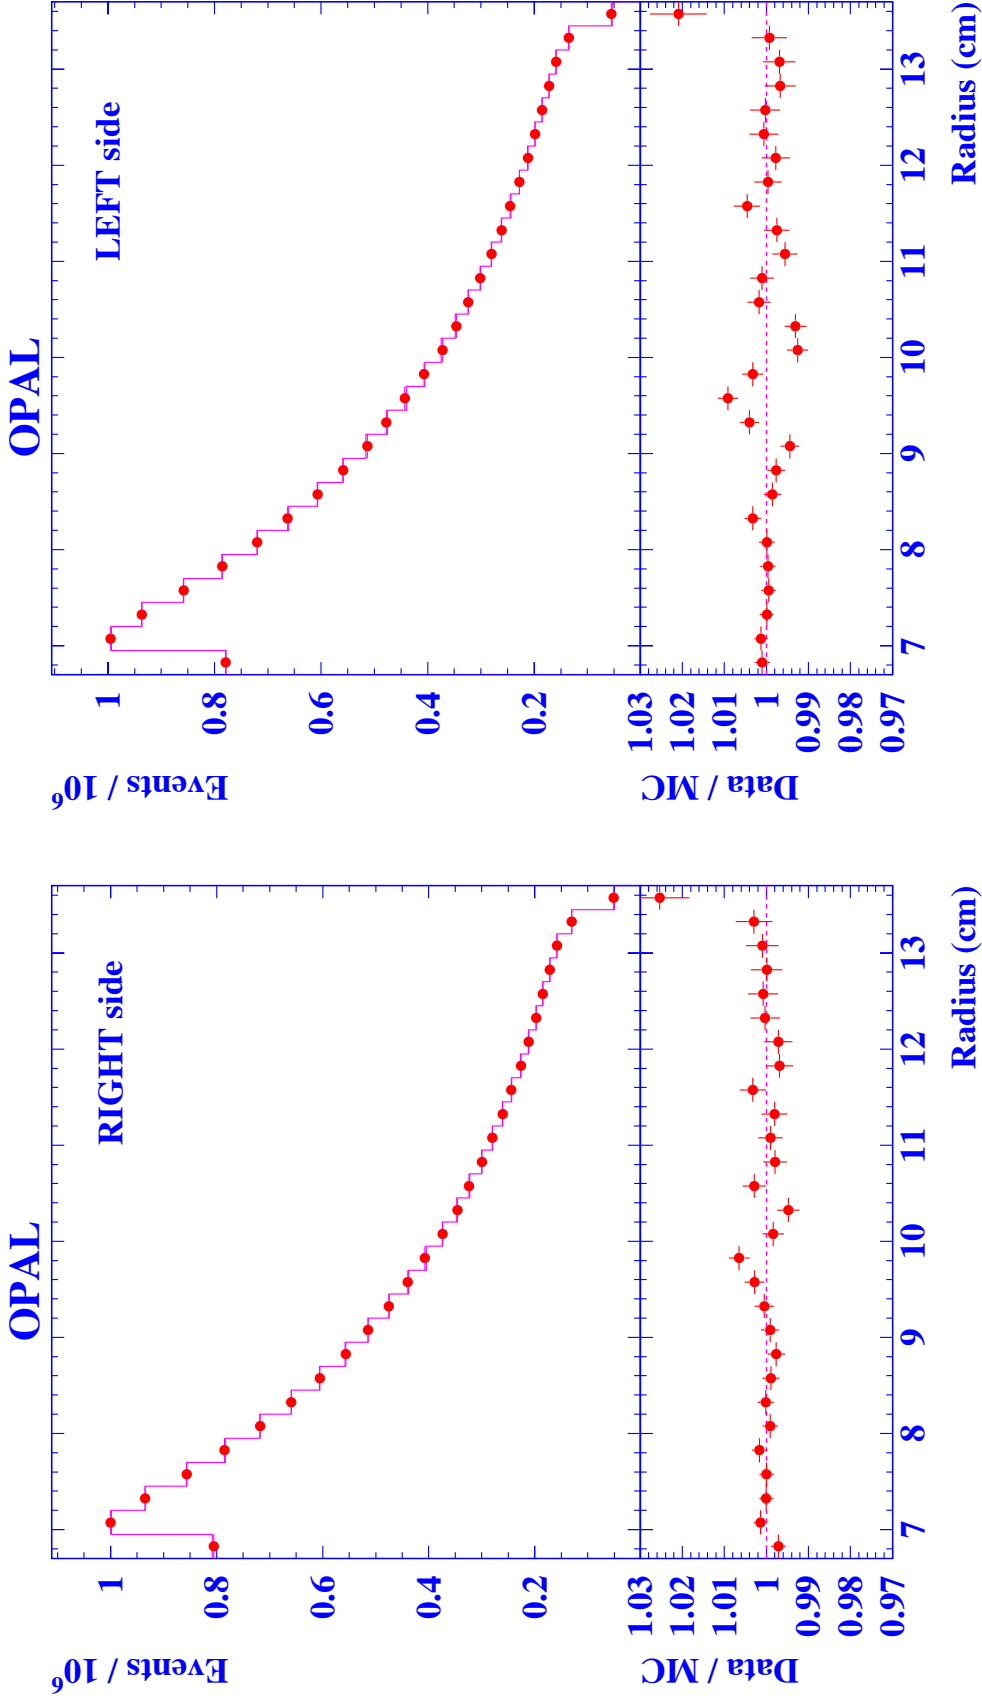 OPAL
Events / 10⁶
1
0.8
0.6
0.4
0.2
RIGHT side
Data / MC
1.03
1.02
1.01
1
0.99
0.98
0.97
7 8 9 10 11 12 13
Radius (cm)
OPAL
Events / 10⁶
1
0.8
0.6
0.4
0.2
LEFT side
Data / MC
1.03
1.02
1.01
1
0.99
0.98
0.97
7 8 9 10 11 12 13
Radius (cm)